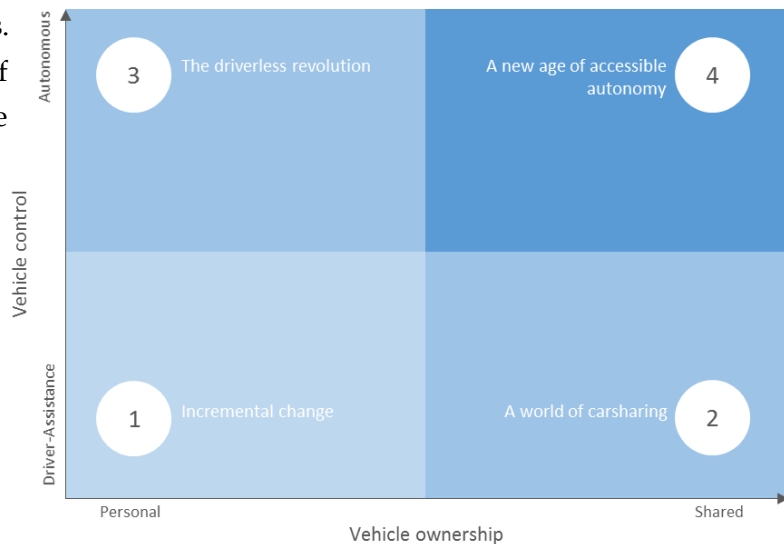 s.
f
e
Autonomous
Vehicle control
Driver-Assistance
3
The driverless revolution
A new age of accessible
autonomy
4
1
Incremental change
A world of carsharing
2
Personal
Shared
Vehicle ownership